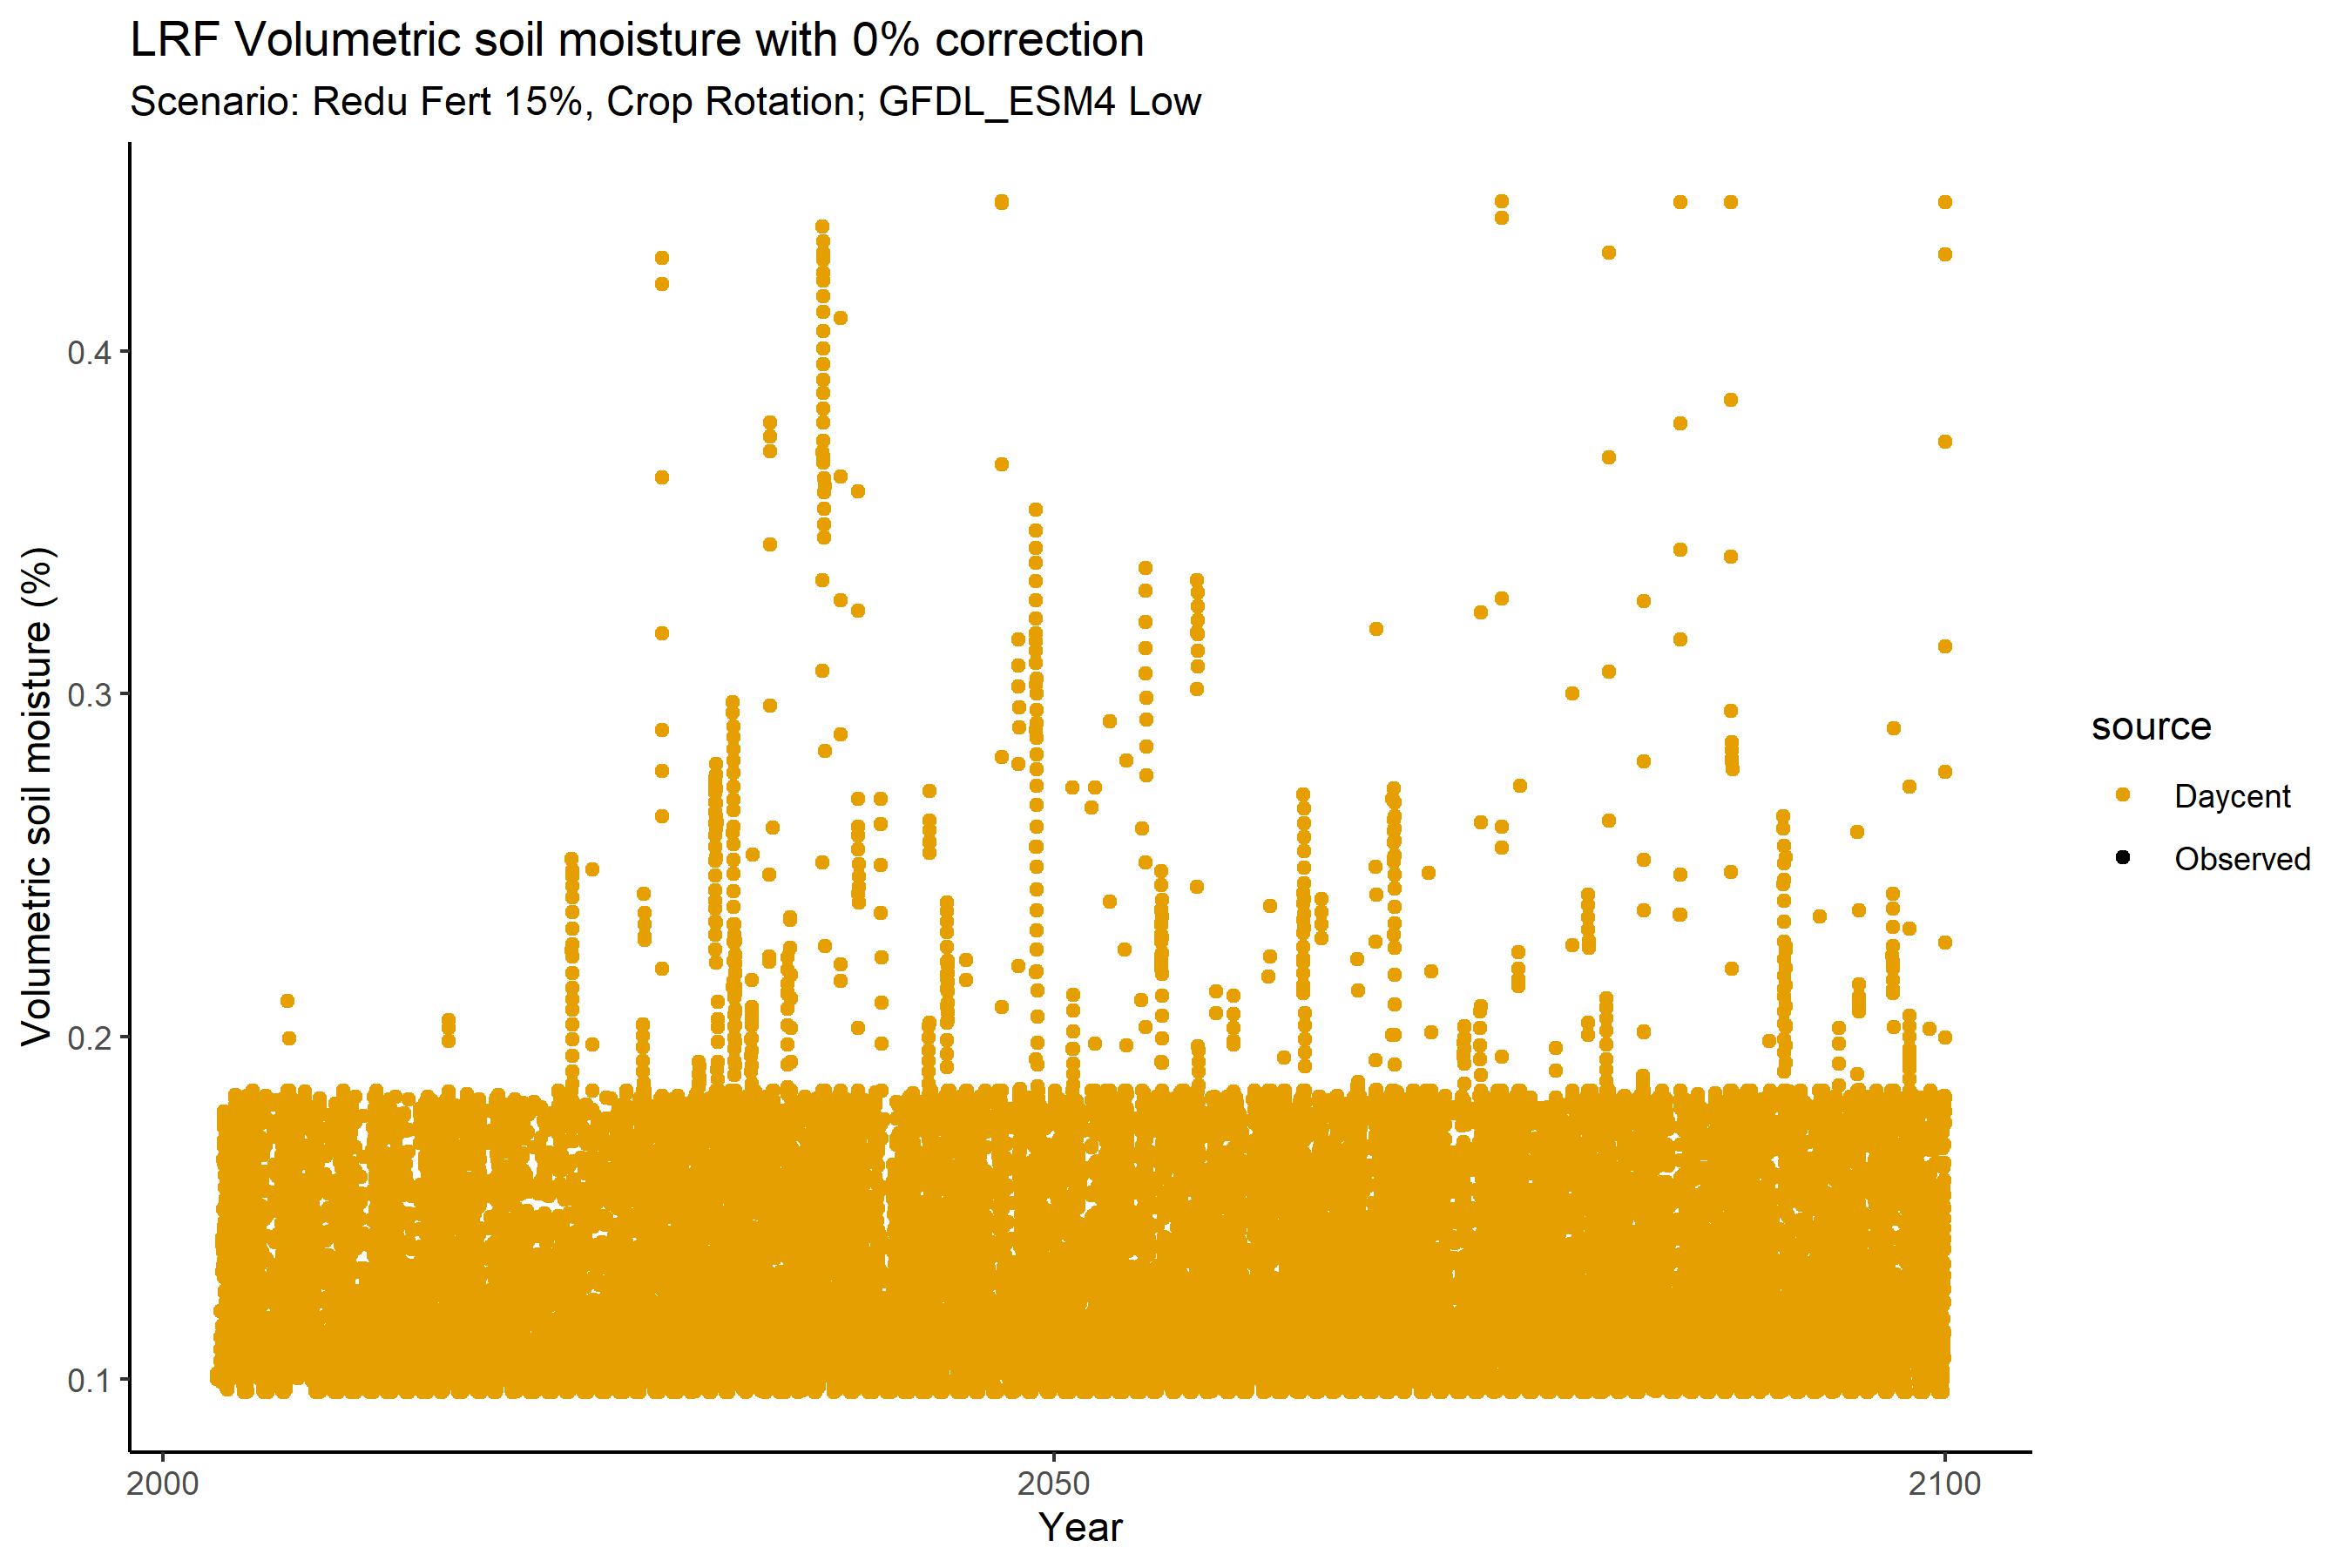 LRF Volumetric soil moisture with 0% correction
Scenario: Redu Fert 15%, Crop Rotation; GFDL_ESM4 Low
Volumetric soil moisture (%)
0.4
0.3
0.2
0.1
2000
2050
2100
Year
source
Daycent
Observed